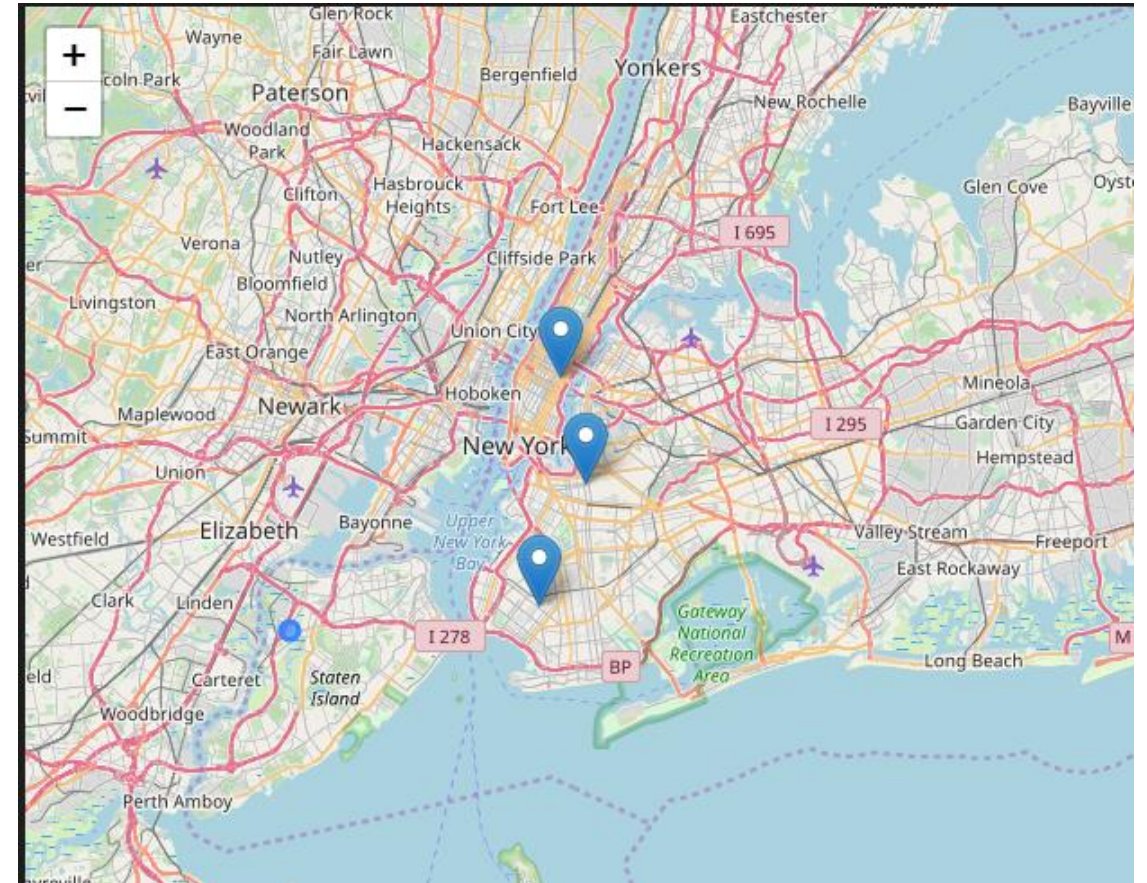 Glen Rock
Eastchester
Wayne
+
Fair Lawn
Yonkers
Bergenfield
coln Park
Paterson
New Rochelle
Bayville
−
Woodland
Park
Hackensack
Clifton
Hasbrouck
Heights
Glen Cove
Oyst
Fort Lee
I 695
Verona
Nutley
Cliffside Park
er
Bloomfield
Livingston
North Arlington
Union City
East Orange
Mineola
Hoboken
Newark
Maplewood
I 295
Garden City
Summit
New York
Hempstead
Union
Bayonne
Upper
New York
Bay
Elizabeth
Valley Stream
Westfield
Freeport
East Rockaway
Clark
Linden
Gateway
National
Recreation
Area
I 278
M
BP
Long Beach
eld
Carteret
Staten
Island
Woodbridge
Perth Amboy